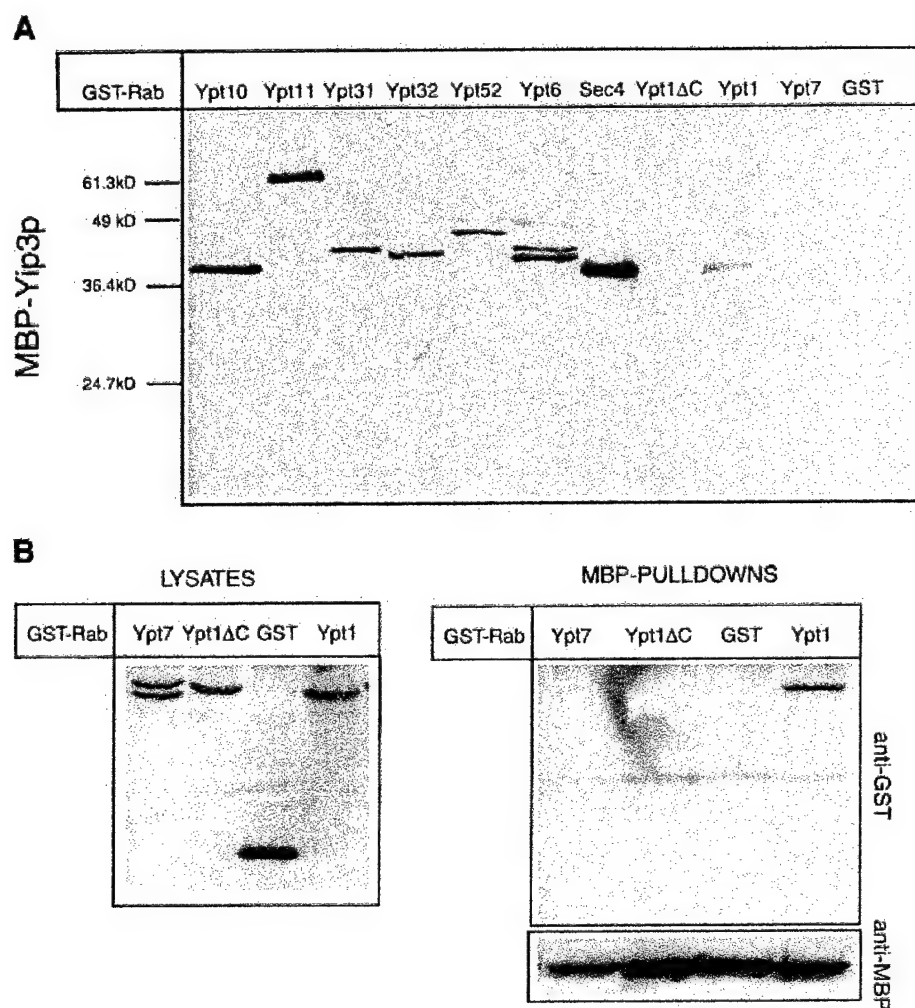 A
GST-Rab Ypt10 Ypt11 Ypt31 Ypt32 Ypt52 Ypt6 Sec4 Ypt1ΔC Ypt1 Ypt7 GST
MBP-Yip3p
61.3kD
49 kD
36.4kD
24.7kD
B
LYSATES
GST-Rab Ypt7 Ypt1ΔC GST Ypt1
MBP-PULLDOWNS
GST-Rab Ypt7 Ypt1ΔC GST Ypt1
anti-GST
anti-MBP